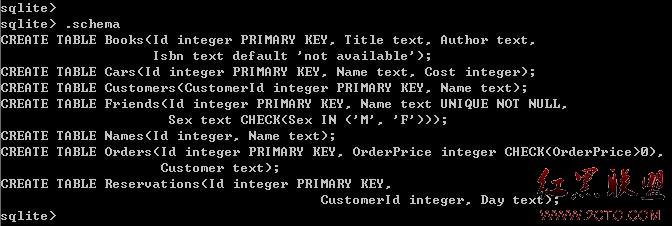 sqlite>
sqlite> .schema
CREATE TABLE Books(Id integer PRIMARY KEY, Title text, Author text,
Isbn text default 'not available');
CREATE TABLE Cars(Id integer PRIMARY KEY, Name text, Cost integer);
CREATE TABLE Customers(CustomerId integer PRIMARY KEY, Name text);
CREATE TABLE Friends(Id integer PRIMARY KEY, Name text UNIQUE NOT NULL,
Sex text CHECK(Sex IN ('M', 'F')));
CREATE TABLE Names(Id integer, Name text);
CREATE TABLE Orders(Id integer PRIMARY KEY, OrderPrice integer CHECK(OrderPrice>0),
Customer text);
CREATE TABLE Reservations(Id integer PRIMARY KEY,
CustomerId integer, Day text);
sqlite>
红黑联盟
www.2cto.com